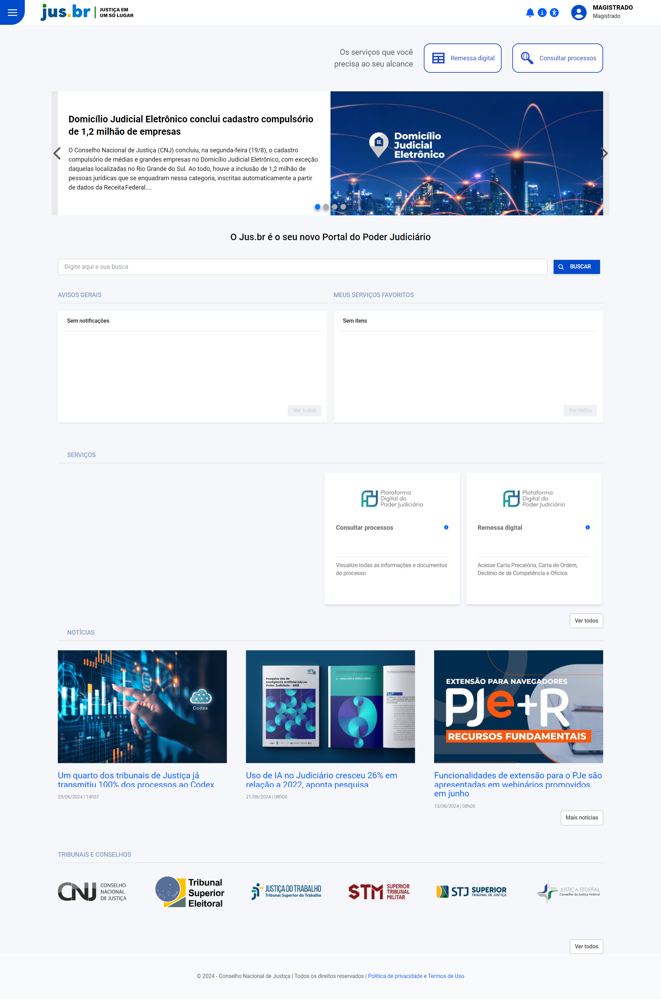 jus.br
JUSTIÇA EM
UM SÓ LUGAR
MAGISTRADO
Magistrado
Os serviços que você
precisa ao seu alcance
Remessa digital
Consultar processos
Domicílio Judicial Eletrônico conclui cadastro compulsório
de 1,2 milhão de empresas
O Conselho Nacional de Justiça (CNJ) concluiu, na segunda-feira (19/8), o cadastro
compulsório de médias e grandes empresas no Domicílio Judicial Eletrônico, com exceção
daquelas localizadas no Rio Grande do Sul. Ao todo, houve a inclusão de 1,2 milhão de
pessoas jurídicas que se enquadram nessa categoria, inscritas automaticamente a partir
de dados da Receita Federal....
Domicílio
Judicial
Eletrônico
O Jus.br é o seu novo Portal do Poder Judiciário
Digite aqui a sua busca
BUSCAR
AVISOS GERAIS
MEUS SERVIÇOS FAVORITOS
Sem notificações
Sem itens
Ver todos
Ver todos
SERVIÇOS
Plataforma
Digital do
Poder Judiciário
Plataforma
Digital do
Poder Judiciário
Consultar processos
Remessa digital
Visualize todas as informações e documentos
do processo
Acesse Carta Precatória, Carta de Ordem,
Declínio de de Competência e Ofícios
Ver todos
NOTÍCIAS
Codex
Pesquisa Uso de
Inteligência Artificial (IA) no
Poder Judiciário – 2023
3. ANÁLISES E RESULTADOS
EXTENSÃO PARA NAVEGADORES
PJe+R
RECURSOS FUNDAMENTAIS
Um quarto dos tribunais de Justiça já
transmitiu 100% dos processos ao Codex
25/06/2024 | 14h37
Uso de IA no Judiciário cresceu 26% em
relação a 2022, aponta pesquisa
21/06/2024 | 08h00
Funcionalidades de extensão para o PJe são
apresentadas em webinários promovidos
em junho
13/06/2024 | 08h00
Mais notícias
TRIBUNAIS E CONSELHOS
CNJ
CONSELHO
NACIONAL
DE JUSTIÇA
Tribunal
Superior
Eleitoral
JUSTIÇA DO TRABALHO
Tribunal Superior do Trabalho
STM
SUPERIOR
TRIBUNAL
MILITAR
STJ
SUPERIOR
TRIBUNAL DE JUSTIÇA
JUSTIÇA FEDERAL
Conselho da Justiça Federal
Ver todos
© 2024 - Conselho Nacional de Justiça | Todos os direitos reservados | Política de privacidade e Termos de Uso